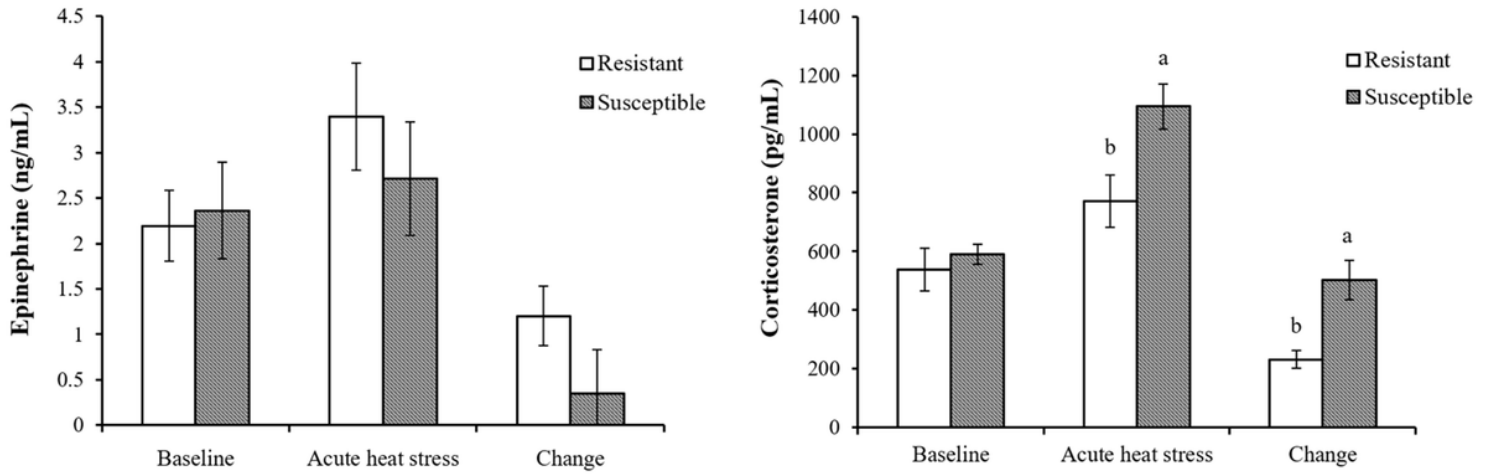 Epinephrine (ng/mL)
4.5
4
3.5
3
2.5
2
1.5
1
0.5
0
Resistant
Susceptible
Baseline
Acute heat stress
Change
Corticosterone (pg/mL)
1400
1200
1000
800
600
400
200
0
Resistant
Susceptible
b
a
b
a
Baseline
Acute heat stress
Change